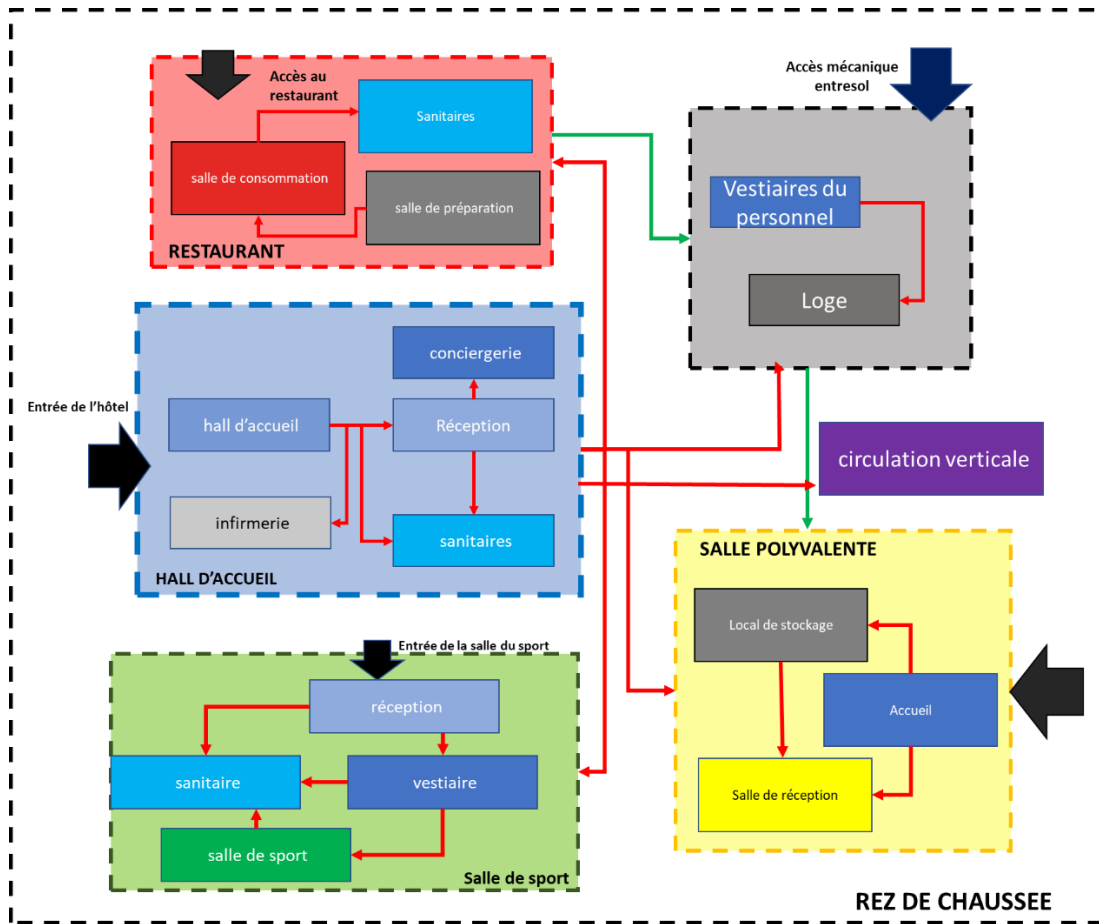 Accès au
restaurant
Sanitaires
salle de consommation
salle de préparation
RESTAURANT
Accès mécanique
entresol
Vestiaires du
personnel
Loge
Entrée de l'hôtel
conciergerie
hall d'accueil
Réception
infirmerie
sanitaires
HALL D'ACCUEIL
circulation verticale
SALLE POLYVALENTE
Local de stockage
Accueil
Salle de réception
Entrée de la salle du sport
réception
sanitaire
vestiaire
salle de sport
Salle de sport
REZ DE CHAUSSEE